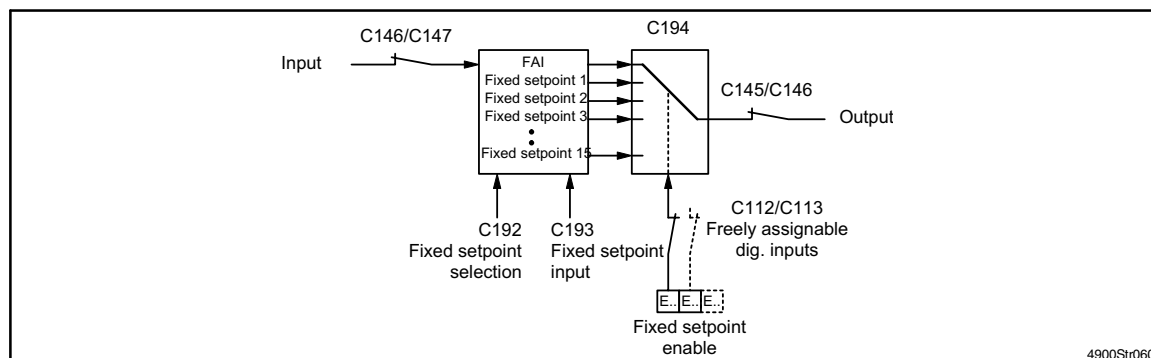 C146/C147
C194
Input
FAI
Fixed setpoint 1
Fixed setpoint 2
Fixed setpoint 3
Fixed setpoint 15
C145/C146
Output
C192
Fixed setpoint
selection
C193
Fixed setpoint
input
C112/C113
Freely assignable
dig. inputs
E.. E.. E..
Fixed setpoint
enable
4900Str060